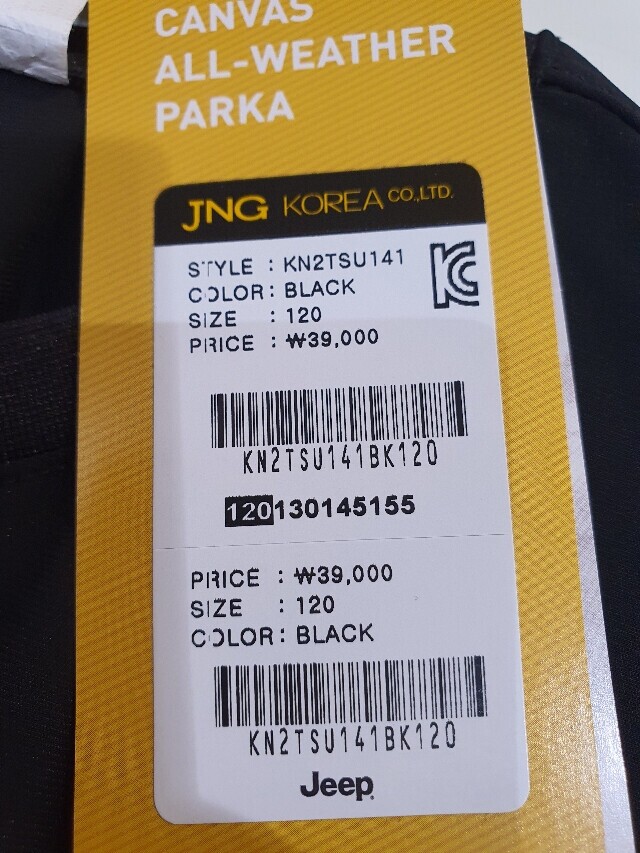 CANVAS
ALL-WEATHER
PARKA
JNG KOREA CO.,LTD.
STYLE : KN2TSU141
COLOR : BLACK
SIZE : 120
PRICE : ₩39,000
KN2TSU141BK120
120130145155
PRICE : ₩39,000
SIZE : 120
COLOR : BLACK
KN2TSU141BK120
Jeep